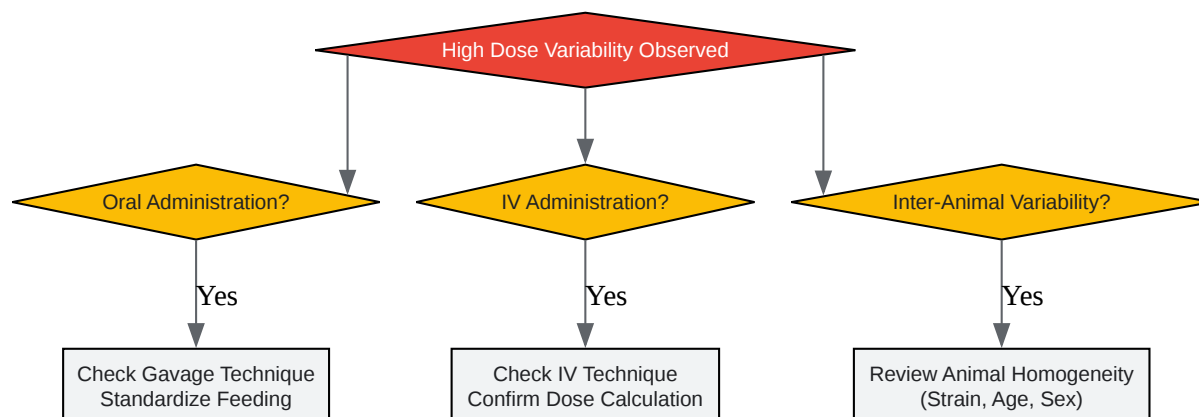 High Dose Variability Observed
Oral Administration?
IV Administration?
Inter-Animal Variability?
Yes
Yes
Yes
Check Gavage Technique
Standardize Feeding
Check IV Technique
Confirm Dose Calculation
Review Animal Homogeneity
(Strain, Age, Sex)